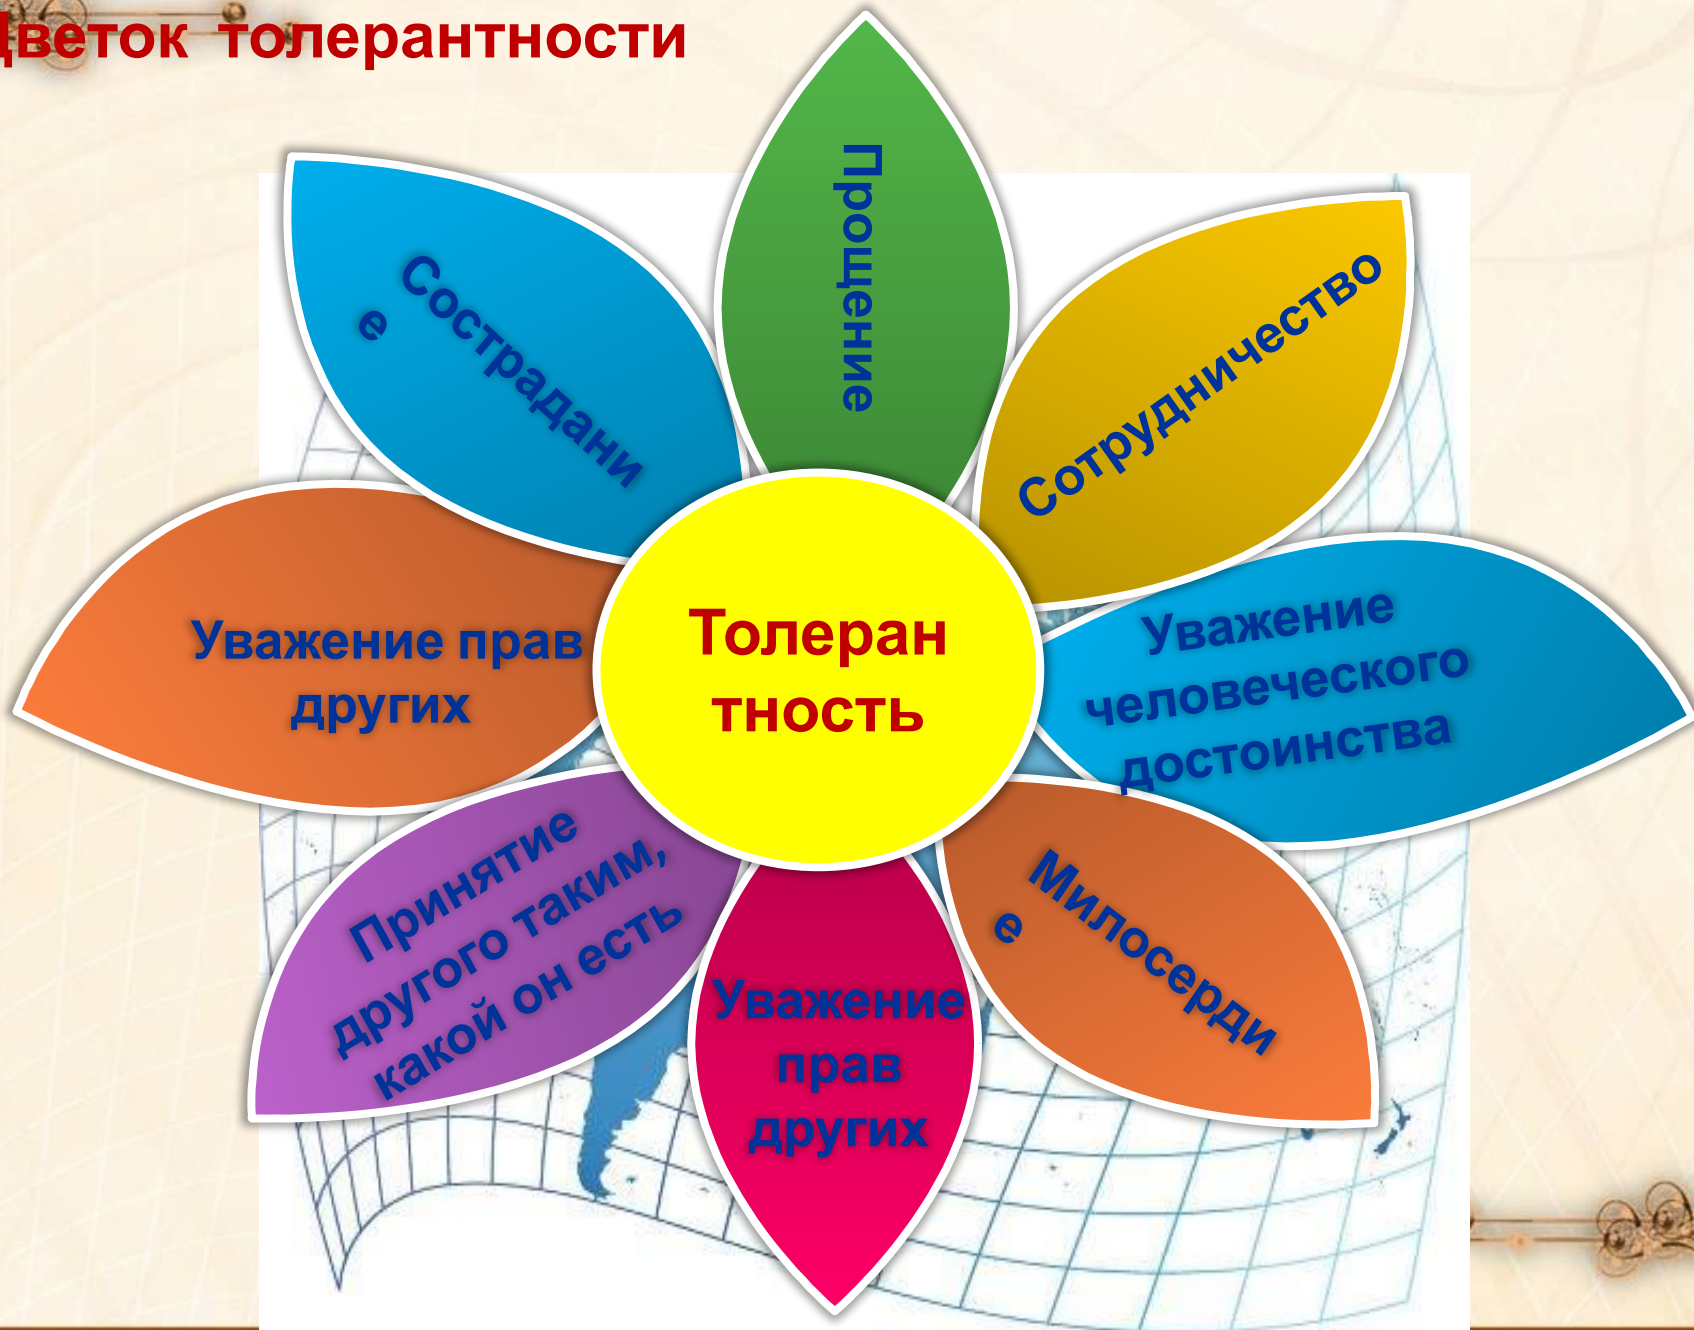 Цветок толерантности
Прощение
Сотрудничество
Уважение
человеческого
достоинства
Милосерди
е
Уважение
прав
других
Принятие
другого таким,
какой он есть
Уважение прав
других
Сострадани
е
Толеран
тность